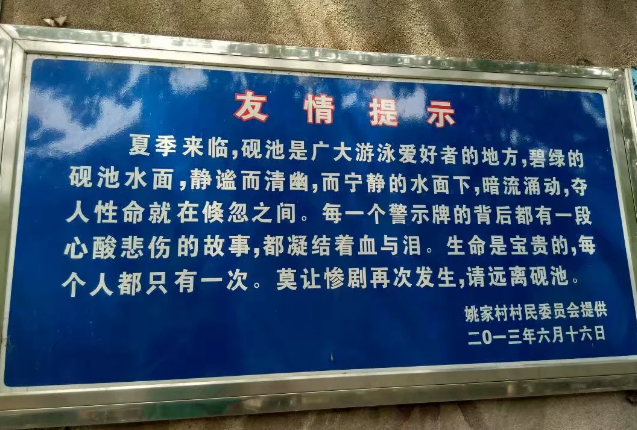 友情提示
夏季来临,砚池是广大游泳爱好者的地方,碧绿的
砚池水面,静谧而清幽,而宁静的水面下,暗流涌动,夺
人性命就在倏忽之间。每一个警示牌的背后都有一段
心酸悲伤的故事,都凝结着血与泪。生命是宝贵的,每
个人都只有一次。莫让惨剧再次发生,请远离砚池。
姚家村村民委员会提供
二〇一三年六月十六日